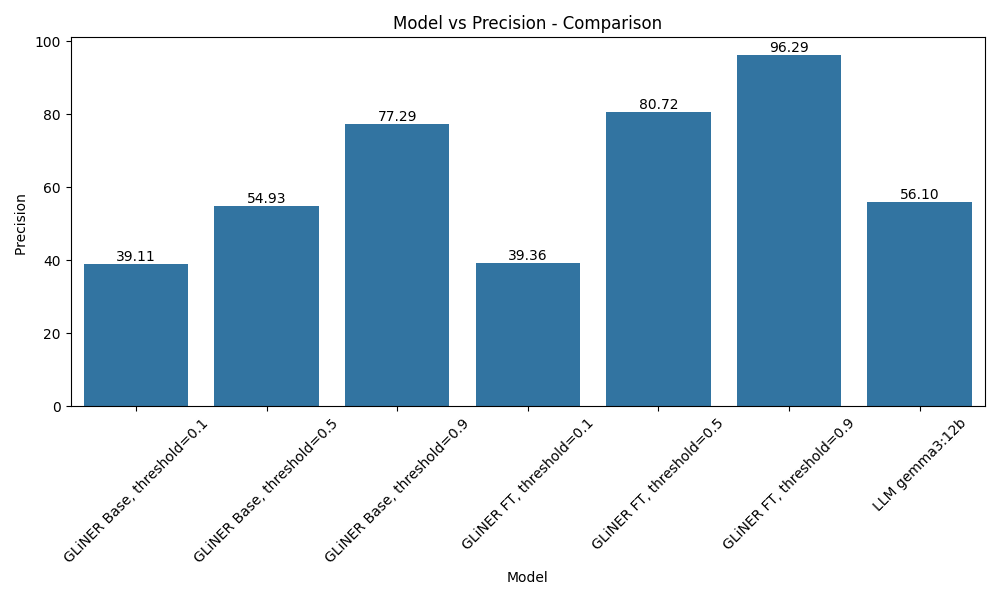 Model vs Precision - Comparison
Precision
100
80
60
40
20
0
39.11
54.93
77.29
39.36
80.72
96.29
56.10
GLiNER Base, threshold=0.1
GLiNER Base, threshold=0.5
GLiNER Base, threshold=0.9
GLiNER FT, threshold=0.1
GLiNER FT, threshold=0.5
GLiNER FT, threshold=0.9
LLM gemma3:12b
Model